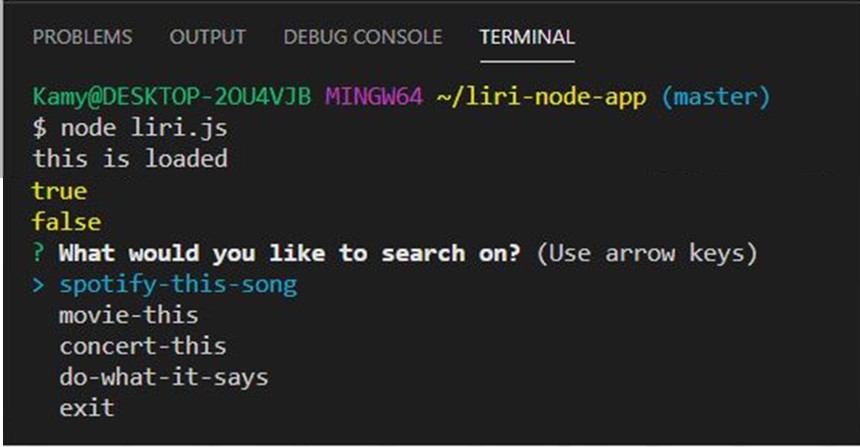 PROBLEMS OUTPUT DEBUG CONSOLE TERMINAL
Kamy@DESKTOP-2OU4VJB MINGW64 ~/liri-node-app (master)
$ node liri.js
this is loaded
true
false
? What would you like to search on? (Use arrow keys)
> spotify-this-song
movie-this
concert-this
do-what-it-says
exit